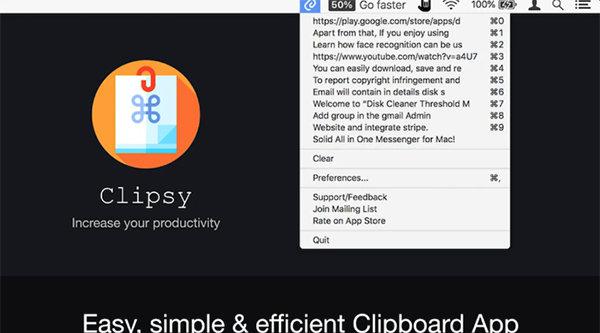 50% Go faster 100%
https://play.google.com/store/apps/d ⌘0
Apart from that, If you enjoy using ⌘1
Learn how face recognition can be us ⌘2
https://www.youtube.com/watch?v=a4U7 ⌘3
You can easily download, save and re ⌘4
To report copyright infringement and ⌘5
Email will contain in details disk s ⌘6
Welcome to “Disk Cleaner Threshold M ⌘7
Add group in the gmail Admin ⌘8
Website and integrate stripe. ⌘9
Solid All in One Messenger for Mac!
Clear
Preferences... ⌘,
Support/Feedback
Join Mailing List
Rate on App Store
Quit
Clipsy
Increase your productivity
Easy, simple & efficient Clipboard App